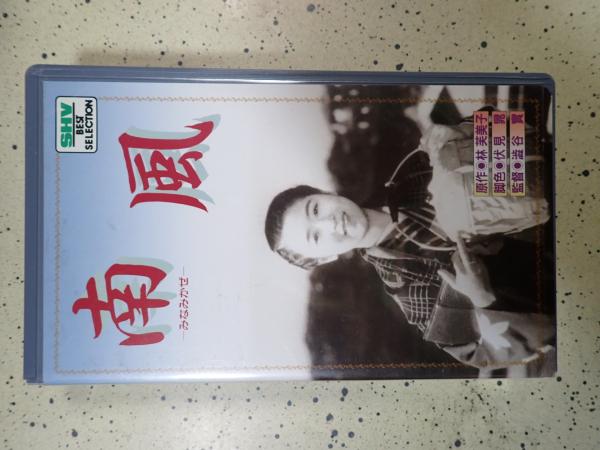 SHV
BEST
SELECTION
南風
―みなみかぜ―
原作●林芙美子
脚色●伏見晁
監督●澁谷實